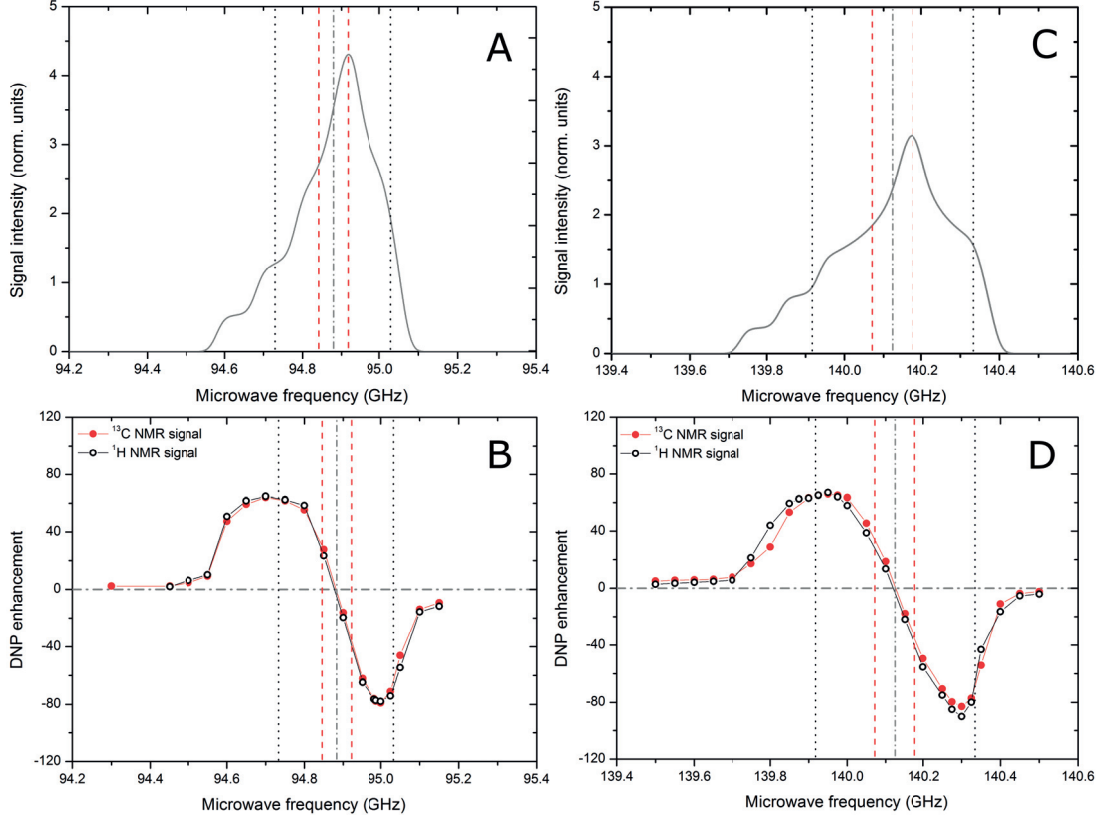 A
Signal intensity (norm. units)
5
4
3
2
1
0
94.2 94.4 94.6 94.8 95.0 95.2 95.4
Microwave frequency (GHz)
C
Signal intensity (norm. units)
5
4
3
2
1
0
139.4 139.6 139.8 140.0 140.2 140.4 140.6
Microwave frequency (GHz)
B
¹³C NMR signal
¹H NMR signal
DNP enhancement
120
80
40
0
-40
-80
-120
94.2 94.4 94.6 94.8 95.0 95.2 95.4
Microwave frequency (GHz)
D
¹³C NMR signal
¹H NMR signal
DNP enhancement
120
80
40
0
-40
-80
-120
139.4 139.6 139.8 140.0 140.2 140.4 140.6
Microwave frequency (GHz)